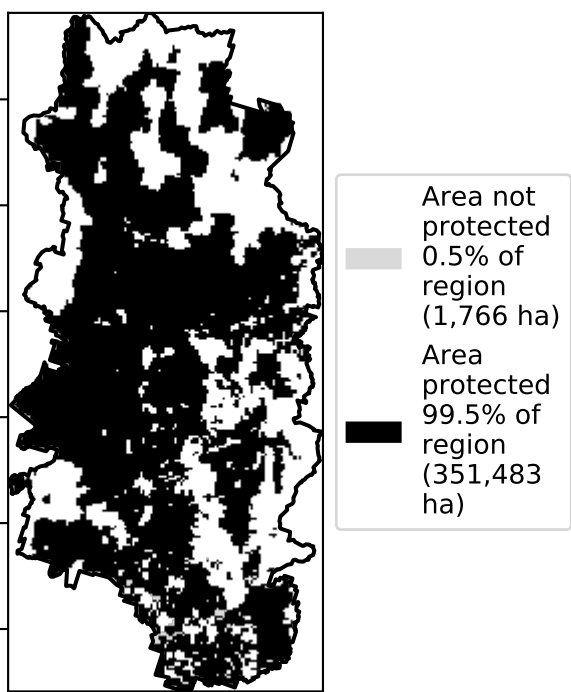 Area not
protected
0.5% of
region
(1,766 ha)
Area
protected
99.5% of
region
(351,483
ha)